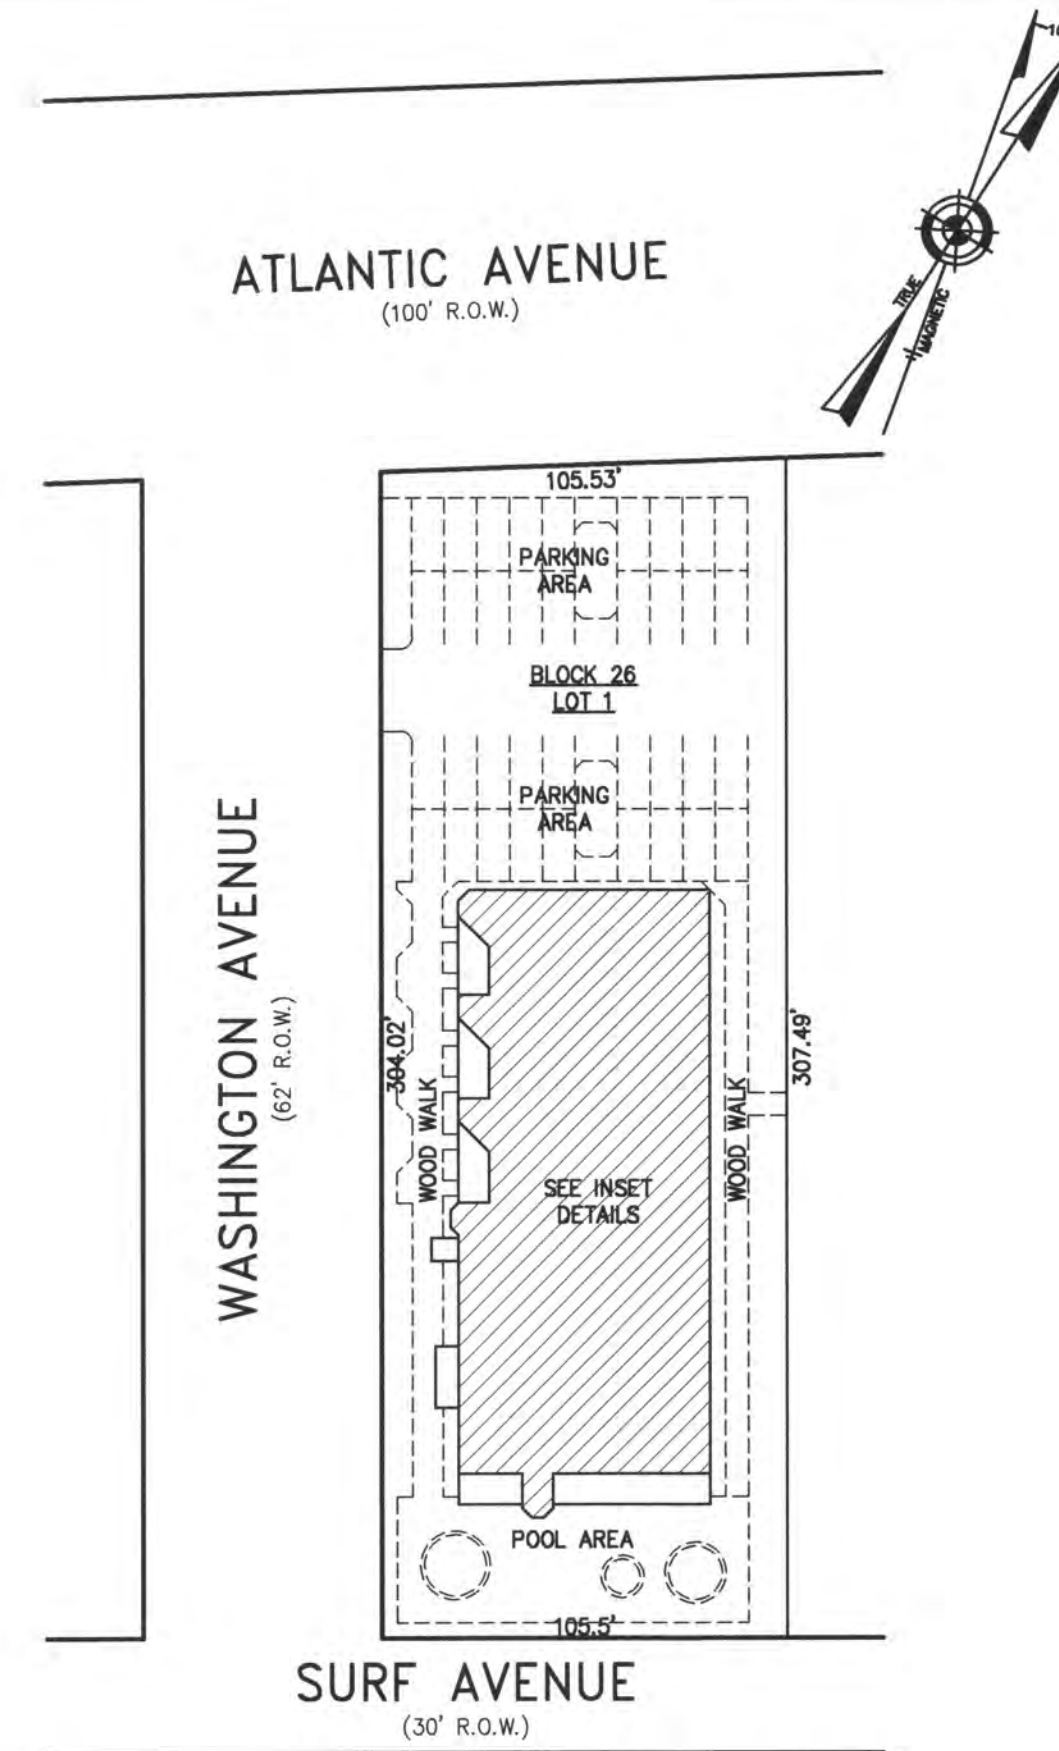 ATLANTIC AVENUE
(100' R.O.W.)
TRUE
MAGNETIC
105.53'
PARKING
AREA
BLOCK 26
LOT 1
PARKING
AREA
WASHINGTON AVENUE
(62' R.O.W.)
304.02'
WOOD WALK
SEE INSET
DETAILS
WOOD WALK
307.49'
POOL AREA
105.5'
SURF AVENUE
(30' R.O.W.)